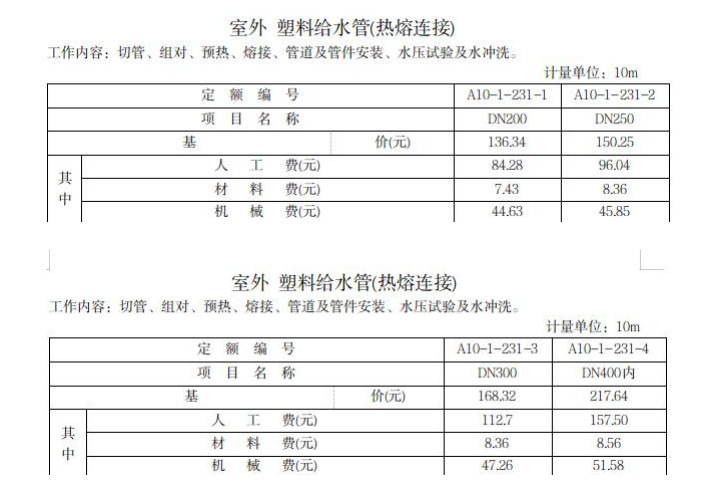 室外 塑料给水管(热熔连接)
工作内容：切管、组对、预热、熔接、管道及管件安装、水压试验及水冲洗。
计量单位：10m
定 额 编 号 A10-1-231-1 A10-1-231-2
项 目 名 称 DN200 DN250
基 价(元) 136.34 150.25
其中 人 工 费(元) 84.28 96.04
材 料 费(元) 7.43 8.36
机 械 费(元) 44.63 45.85
室外 塑料给水管(热熔连接)
工作内容：切管、组对、预热、熔接、管道及管件安装、水压试验及水冲洗。
计量单位：10m
定 额 编 号 A10-1-231-3 A10-1-231-4
项 目 名 称 DN300 DN400内
基 价(元) 168.32 217.64
其中 人 工 费(元) 112.7 157.50
材 料 费(元) 8.36 8.56
机 械 费(元) 47.26 51.58